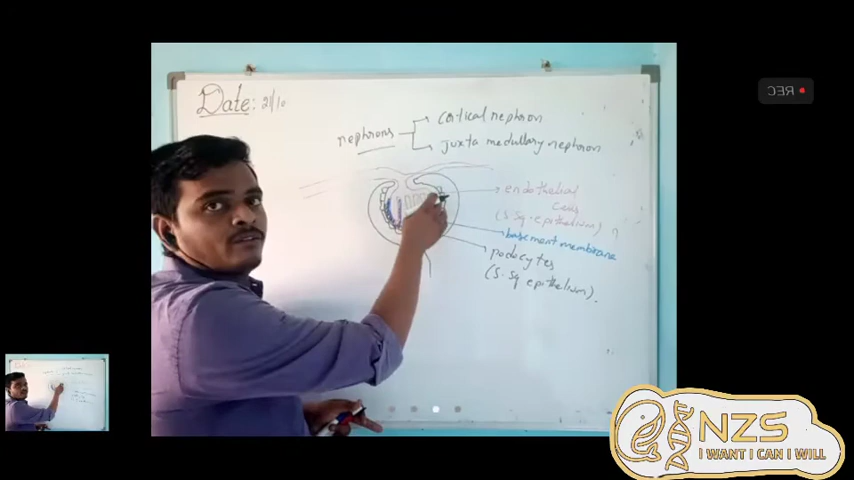 Date: 21/10
nephrons
cortical nephron
Juxta medullary nephron
endothelial
cells
(S.Sq.epithelium)
basement membrane
podocytes
(S.Sq epithelium).
REC
NZS
I WANT I CAN I WILL